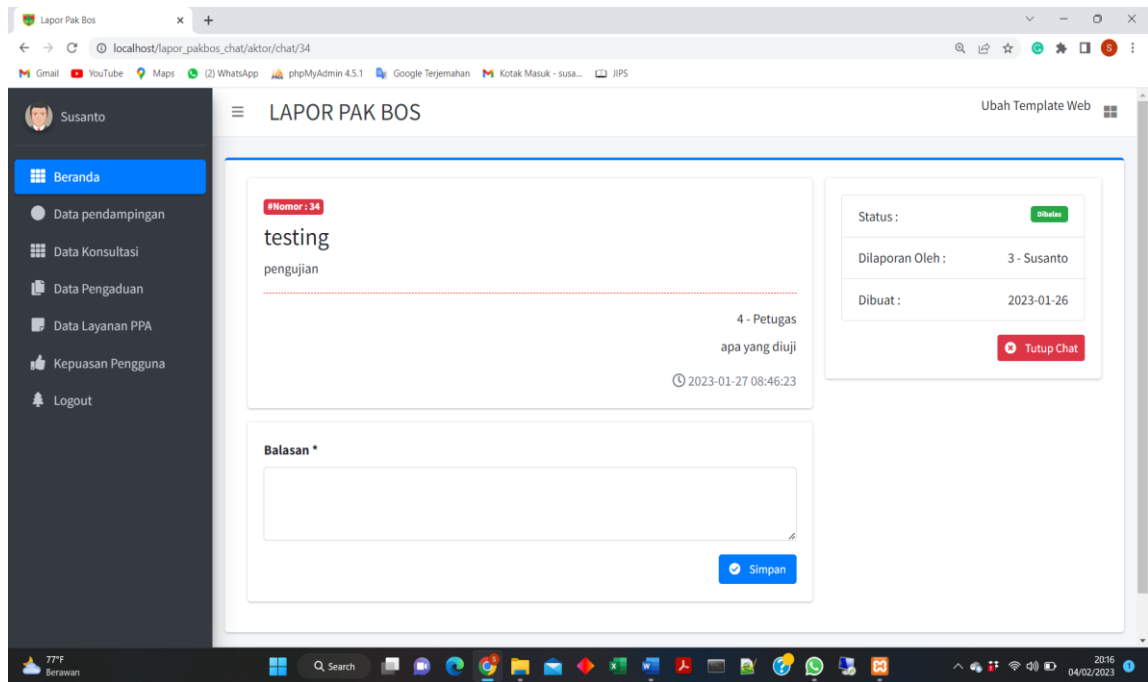 Lapor Pak Bos
localhost/lapor_pakbos_chat/aktor/chat/34
S
Gmail YouTube Maps (2) WhatsApp phpMyAdmin 4.5.1 Google Terjemahan Kotak Masuk - susa... JIPS
Susanto
LAPOR PAK BOS
Ubah Template Web
Beranda
Data pendampingan
Data Konsultasi
Data Pengaduan
Data Layanan PPA
Kepuasan Pengguna
Logout
#Nomor : 34
testing
pengujian
4 - Petugas
apa yang diuji
2023-01-27 08:46:23
Status : Dibalas
Dilaporan Oleh : 3 - Susanto
Dibuat : 2023-01-26
Tutup Chat
Balasan *
Simpan
77°F
Berawan
Search
20:16
04/02/2023
1